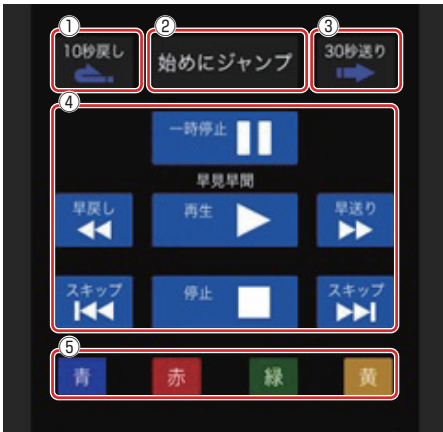 ① ② ③
10秒戻し 始めにジャンプ 30秒送り
④
一時停止
早見早聞
早戻し 再生 早送り
スキップ 停止 スキップ
⑤
青 赤 緑 黄